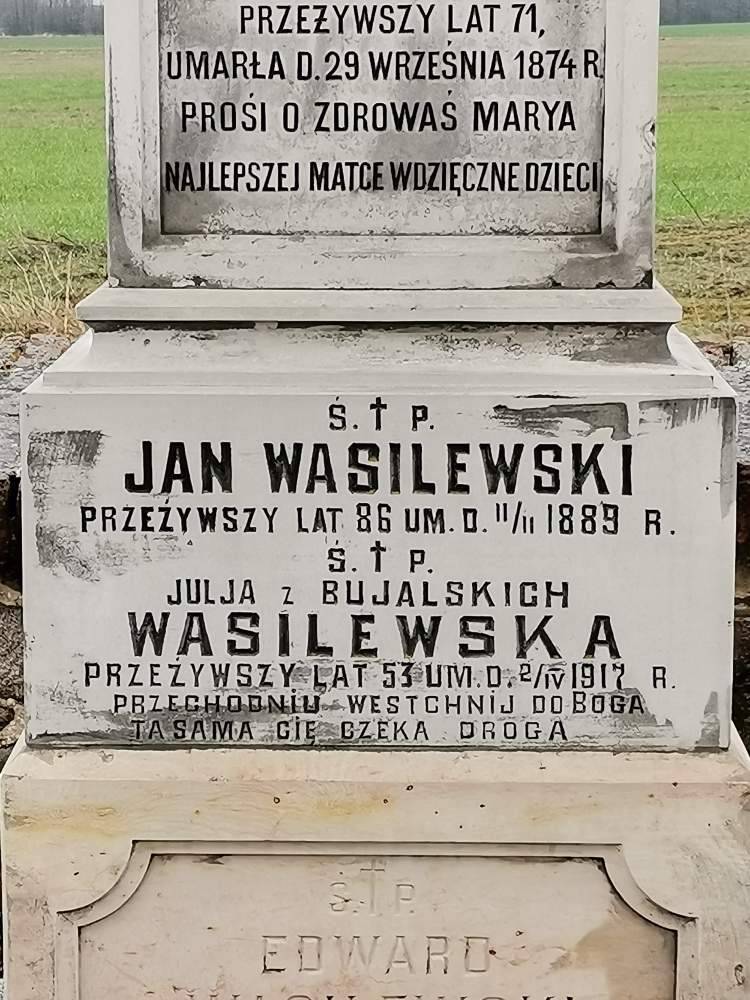 PRZEŻYWSZY LAT 71,
UMARŁA D. 29 WRZEŚNIA 1874 R.
PROŚI O ZDROWAŚ MARYA
NAJLEPSZEJ MATCE WDZIĘCZNE DZIECI
Ś. † P.
JAN WASILEWSKI
PRZEŻYWSZY LAT 86 UM. D. 11/II 1889 R.
Ś. † P.
JULJA Z BUJALSKICH
WASILEWSKA
PRZEŻYWSZY LAT 53 UM. D. 2/IV 1917 R.
PRZECHODNIU WESTCHNIJ DO BOGA
TA SAMA CIĘ CZEKA DROGA
Ś. † P.
EDWARD
WASILEWSKI